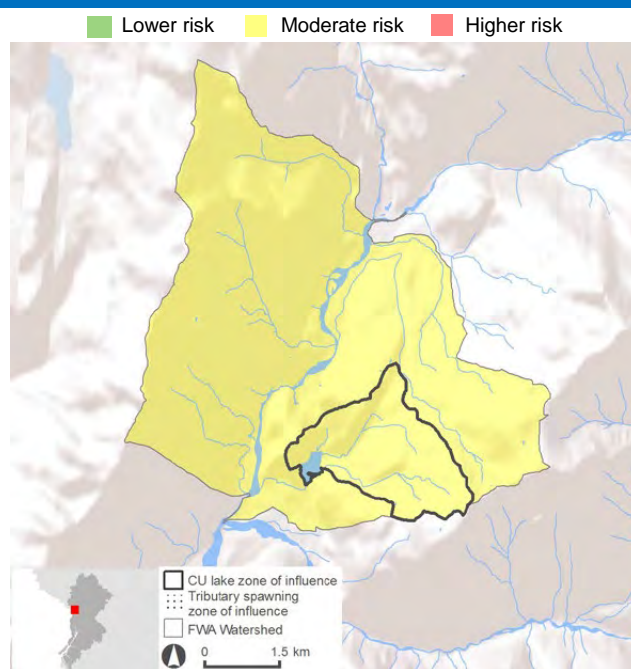 Lower risk Moderate risk Higher risk
CU lake zone of influence
Tributary spawning
zone of influence
FWA Watershed
0 1.5 km